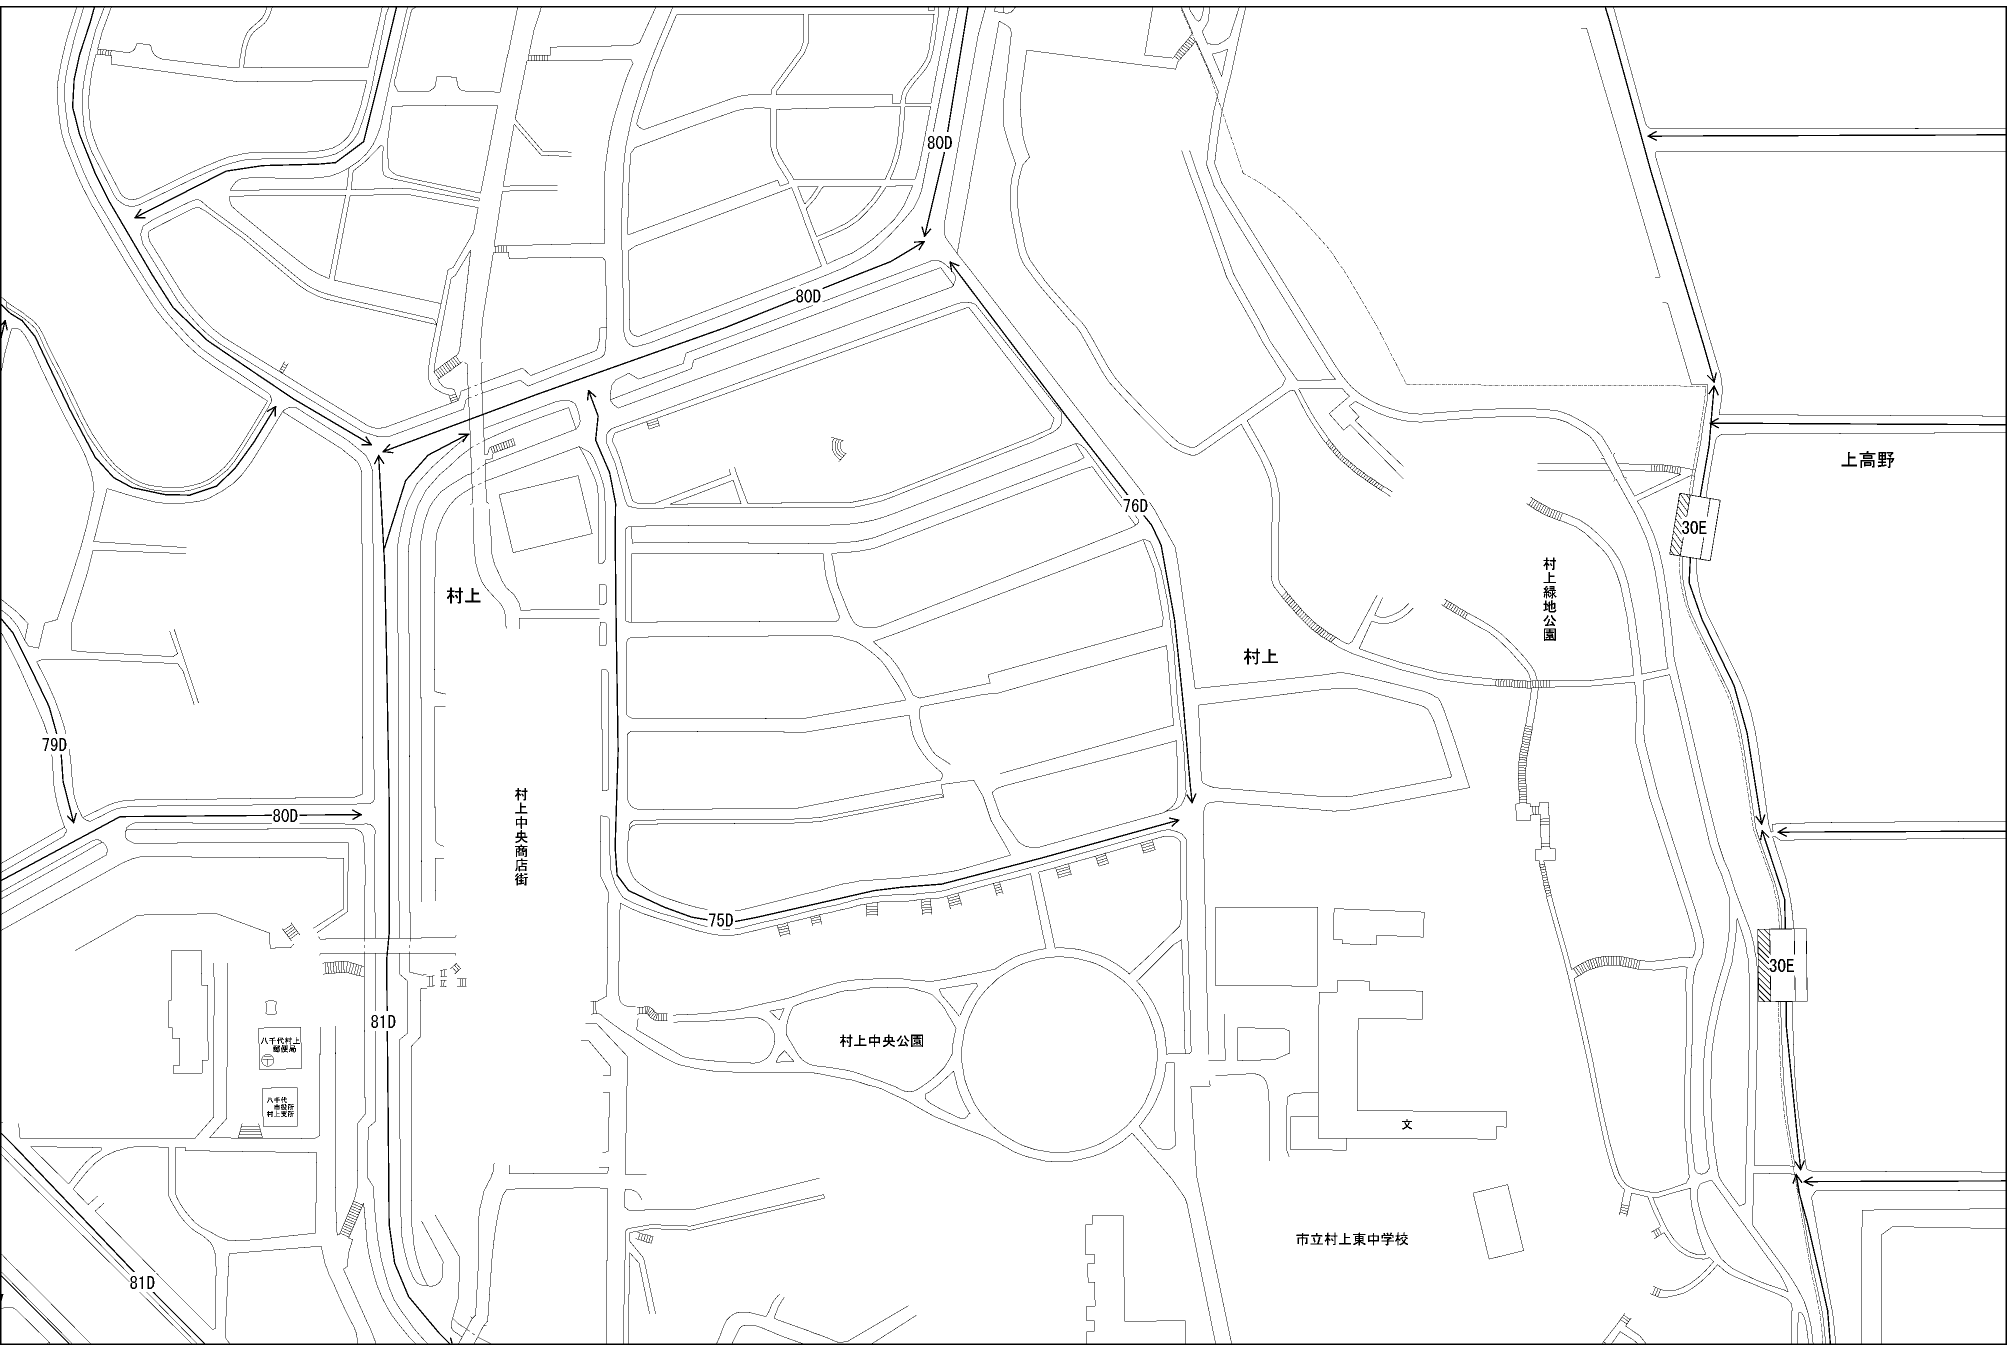 80D
80D
上高野
76D
30E
村上
村上緑地公園
村上
79D
80D
村上中央商店街
75D
30E
81D
八千代村上
郵便局
村上中央公園
八千代
市役所
村上支所
文
市立村上東中学校
81D